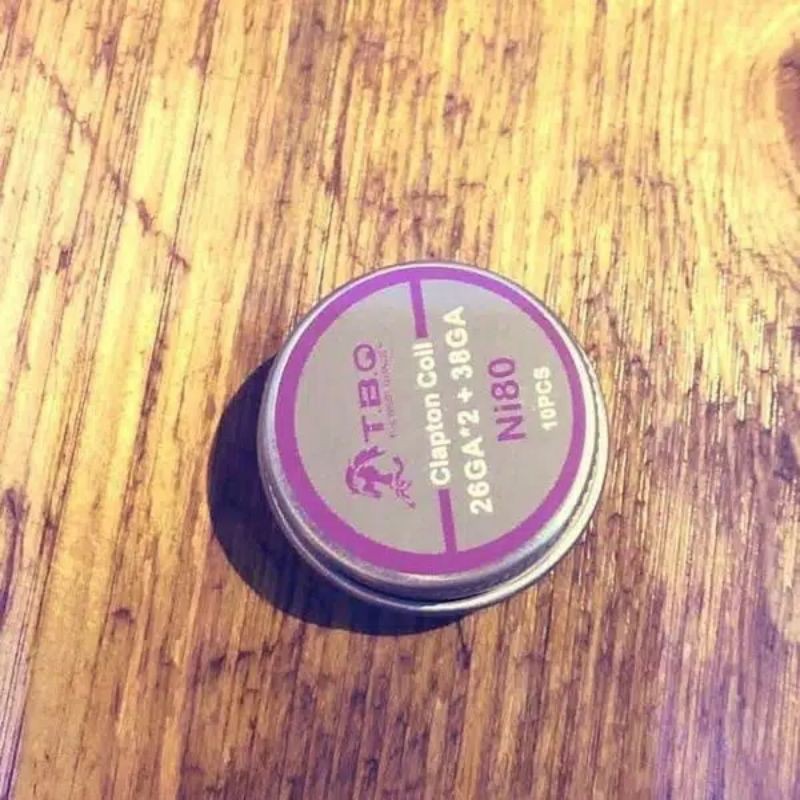 T.B.Q
Clapton Coil
26GA*2 + 38GA
Ni80
10PCS